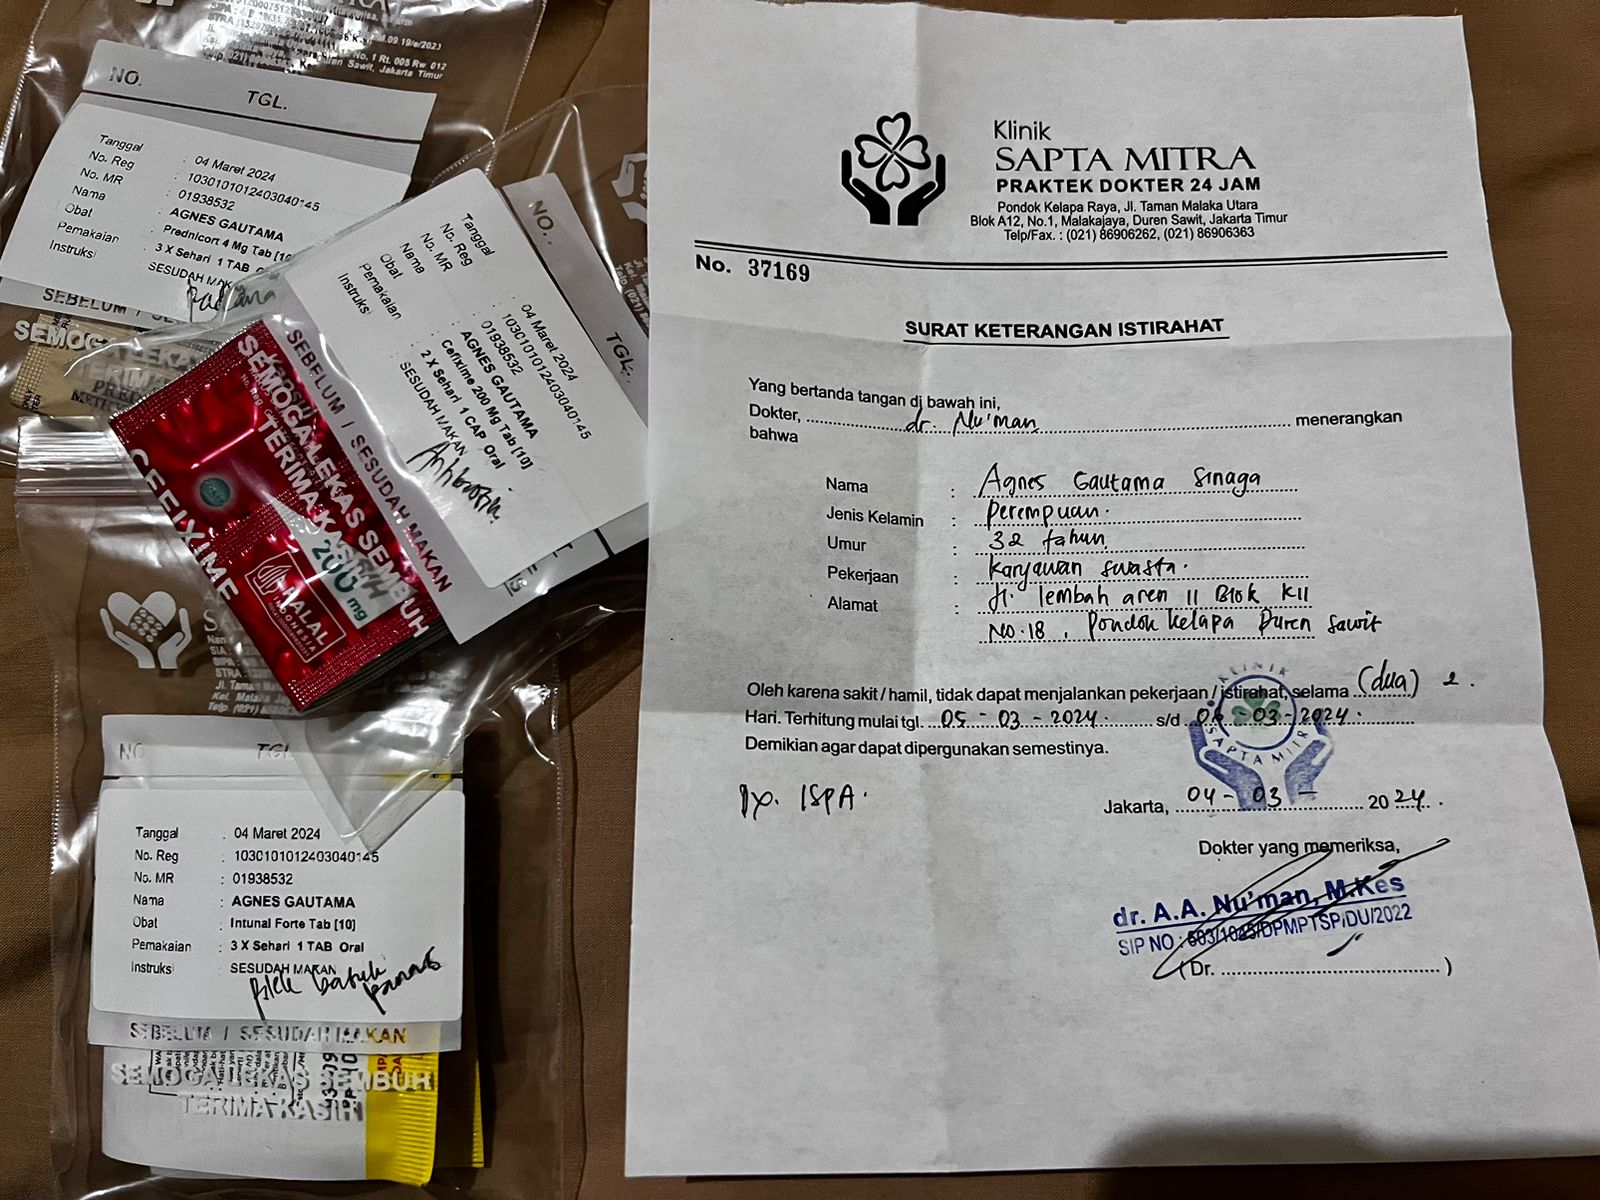 NO.
TGL.
Tanggal : 04 Maret 2024
No. Reg : 1030101012403040145
No. MR : 01938532
Nama : AGNES GAUTAMA
Obat : Prednicort 4 Mg Tab [10
Pemakaian : 3 X Sehari 1 TAB Oral
Instruksi SESUDAH MAKAN
SEBELUM /
SEMOGA LEKAS
TERIMA
NO.
TGL.
Tanggal : 04 Maret 2024
No. Reg : 1030101012403040145
No. MR : 01938532
Nama : AGNES GAUTAMA
Obat : Cefixime 200 Mg Tab [10]
Pemakaian : 2 X Sehari 1 CAP Oral
Instruksi SESUDAH MAKAN
Antibiotik
SEBELUM / SESUDAH MAKAN
SEMOGA LEKAS SEMBUH
TERIMA KASIH
CEFIXIME
200 mg
HALAL
INDONESIA
NO
TGL.
Tanggal : 04 Maret 2024
No. Reg : 1030101012403040145
No. MR : 01938532
Nama : AGNES GAUTAMA
Obat : Intunal Forte Tab [10]
Pemakaian : 3 X Sehari 1 TAB Oral
Instruksi SESUDAH MAKAN
pilek batuk
panas
SEBELUM / SESUDAH MAKAN
SEMOGA LEKAS SEMBUH
TERIMA KASIH
Klinik
SAPTA MITRA
PRAKTEK DOKTER 24 JAM
Pondok Kelapa Raya, Jl. Taman Malaka Utara
Blok A12, No.1, Malakajaya, Duren Sawit, Jakarta Timur
Telp/Fax. : (021) 86906262, (021) 86906363
No. 37169
SURAT KETERANGAN ISTIRAHAT
Yang bertanda tangan di bawah ini,
Dokter, dr. Nu'man menerangkan
bahwa
Nama : Agnes Gautama Sinaga
Jenis Kelamin : Perempuan.
Umur : 32 tahun
Pekerjaan : Karyawan swasta.
Alamat : Jl. lembah aren II Blok KII
No.18, Pondok Kelapa Duren Sawit
Oleh karena sakit / hamil, tidak dapat menjalankan pekerjaan / istirahat, selama (dua) 2.
Hari. Terhitung mulai tgl. 05 - 03 - 2024. s/d 06 - 03 - 2024.
Demikian agar dapat dipergunakan semestinya.
KLINIK
SAPTA MITRA
Dx. ISPA.
Jakarta, 04 - 03 - 2024.
Dokter yang memeriksa,
dr. A.A. Nu'man, M.Kes
SIP NO : 503/1085/DPMPTSP/DU/2022
(Dr. )